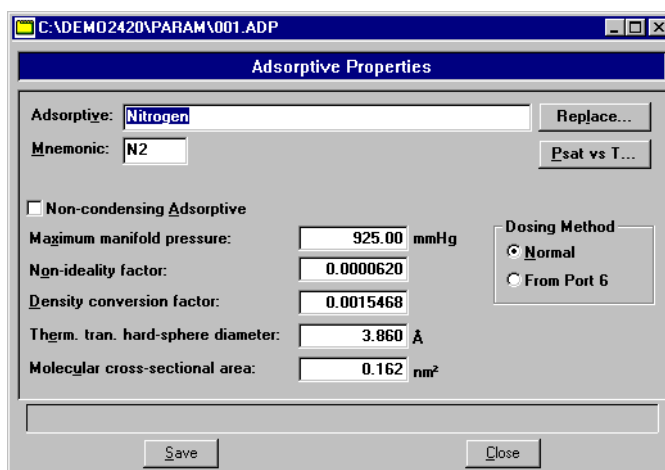 C:\DEMO2420\PARAM\001.ADP
Adsorptive Properties
Adsorptive: Nitrogen Replace...
Mnemonic: N2 Psat vs T...
Non-condensing Adsorptive
Maximum manifold pressure: 925.00 mmHg
Non-ideality factor: 0.0000620
Density conversion factor: 0.0015468
Therm. tran. hard-sphere diameter: 3.860 Å
Molecular cross-sectional area: 0.162 nm²
Dosing Method
Normal
From Port 6
Save Close